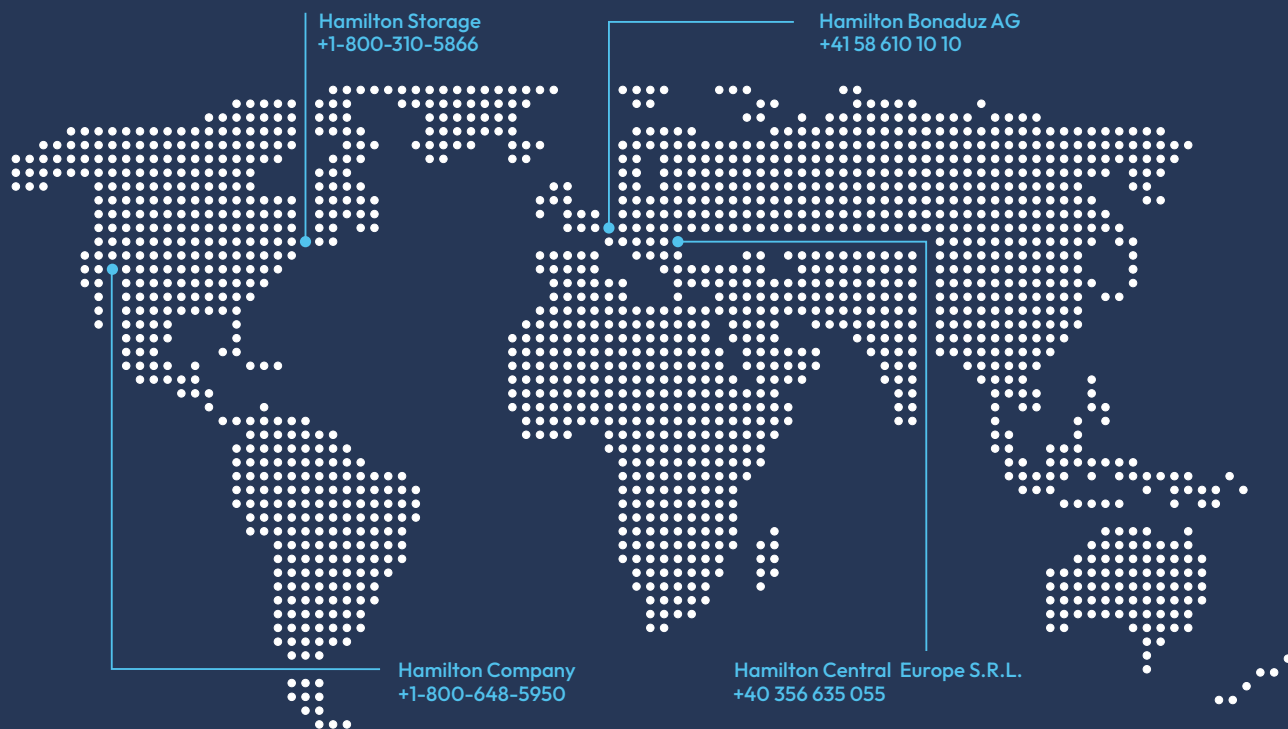 Hamilton Storage
+1-800-310-5866
Hamilton Bonaduz AG
+41 58 610 10 10
Hamilton Company
+1-800-648-5950
Hamilton Central Europe S.R.L.
+40 356 635 055